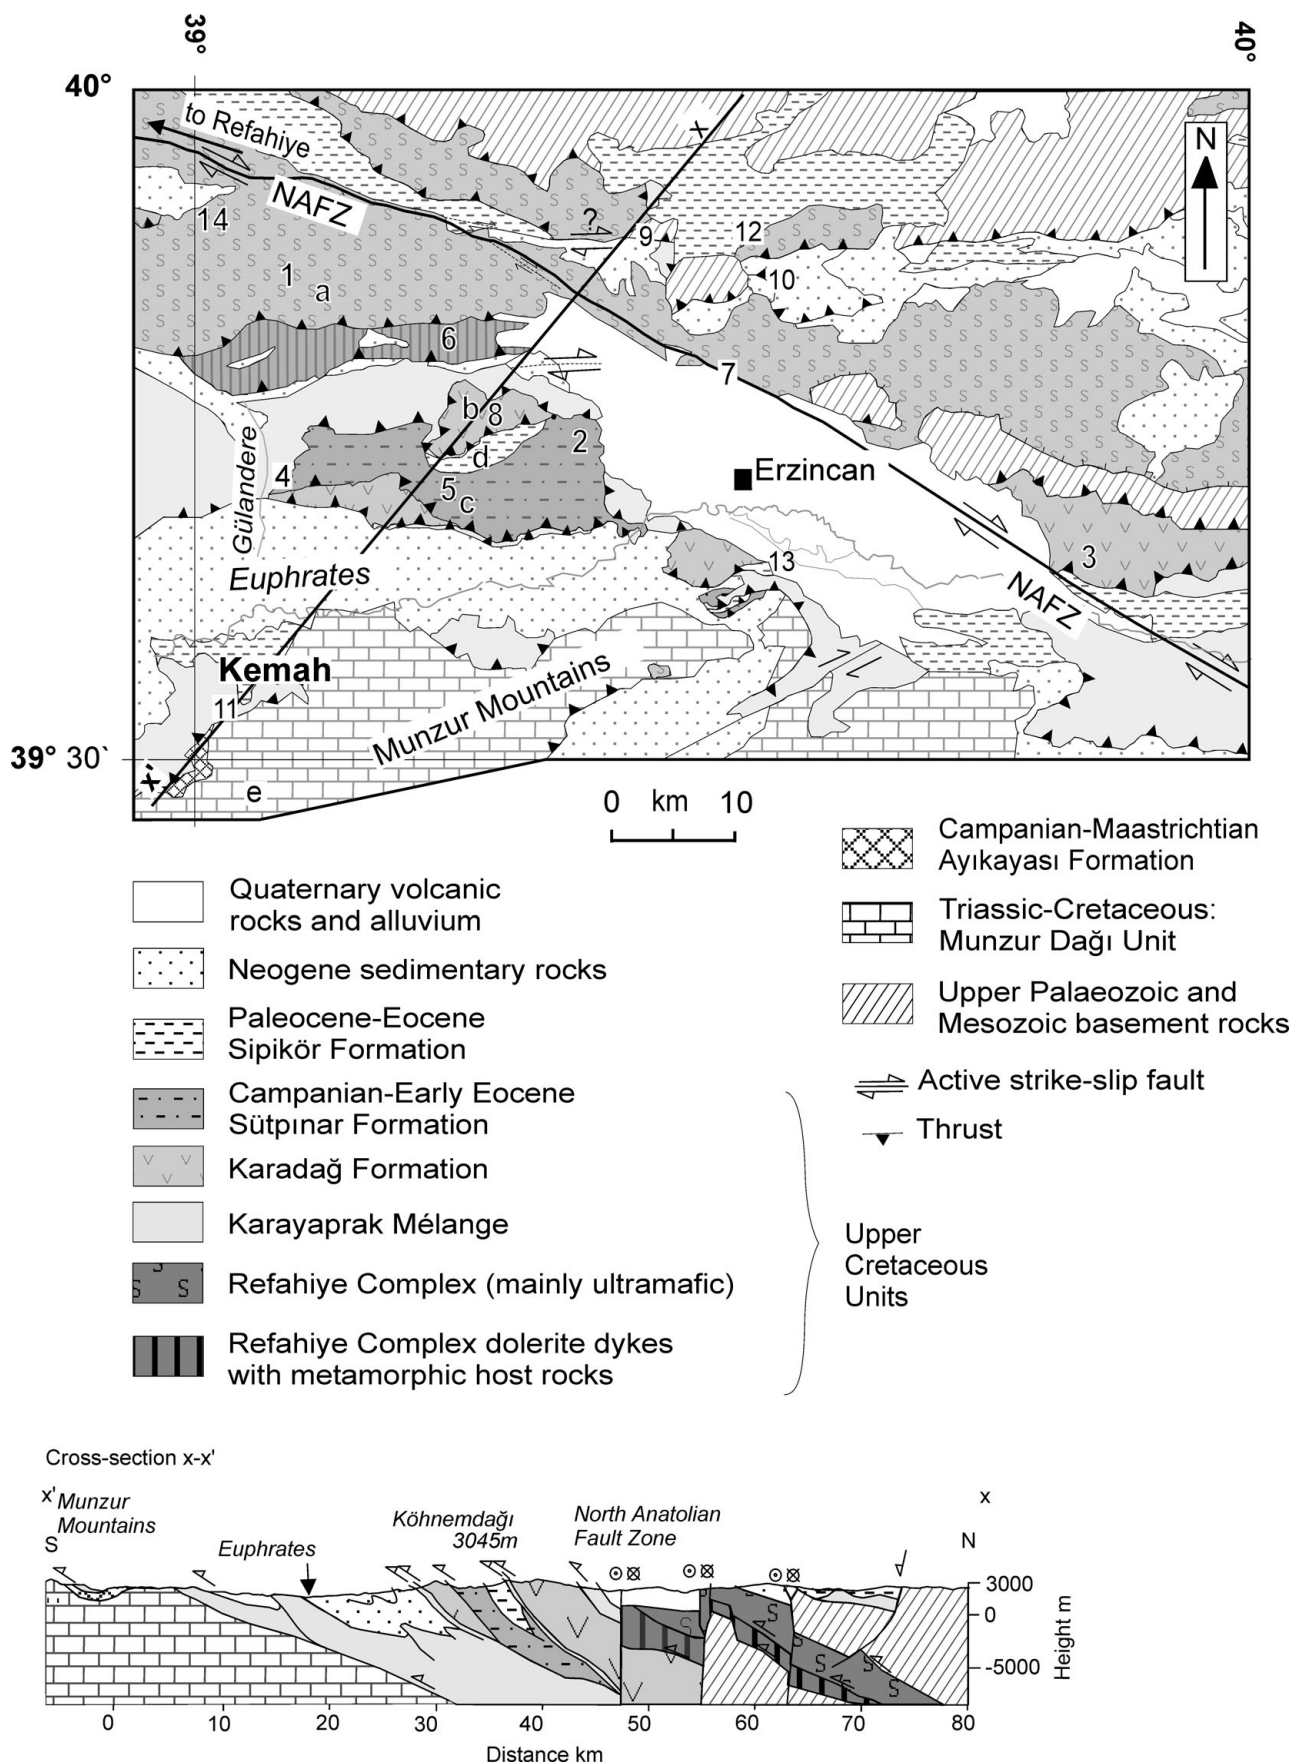 39°
40°
40°
to Refahiye
N
x
NAFZ
?
14
9
12
10
1
a
6
7
b
8
2
d
4
5
c
Erzincan
Gülandere
Euphrates
13
3
NAFZ
Kemah
11
Munzur Mountains
39° 30`
x'
e
0 km 10
Quaternary volcanic
rocks and alluvium
Neogene sedimentary rocks
Paleocene-Eocene
Sipikör Formation
Campanian-Early Eocene
Sütpınar Formation
Karadağ Formation
Karayaprak Mélange
Refahiye Complex (mainly ultramafic)
Refahiye Complex dolerite dykes
with metamorphic host rocks
Upper
Cretaceous
Units
Campanian-Maastrichtian
Ayıkayası Formation
Triassic-Cretaceous:
Munzur Dağı Unit
Upper Palaeozoic and
Mesozoic basement rocks
Active strike-slip fault
Thrust
Cross-section x-x'
x'
Munzur
Mountains
S
Euphrates
Köhnemdağı
3045m
North Anatolian
Fault Zone
x
N
3000
0
-5000
Height m
0 10 20 30 40 50 60 70 80
Distance km